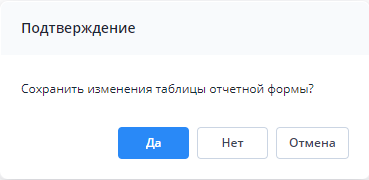 Подтверждение
Сохранить изменения таблицы отчетной формы?
Да Нет Отмена